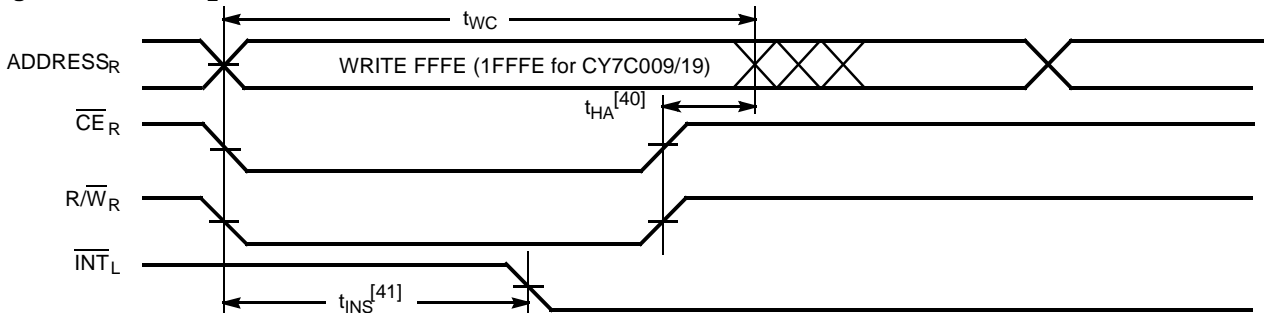 tWC
ADDRESSR
WRITE FFFE (1FFFE for CY7C009/19)
tHA[40]
CER
R/WR
INTL
tINS[41]